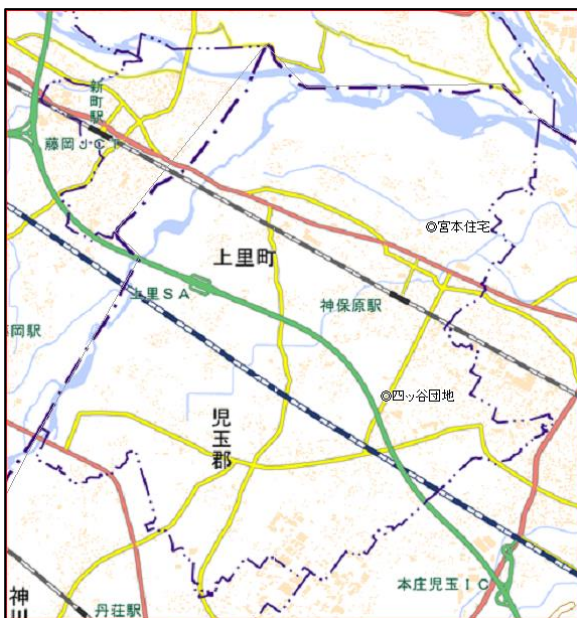 新町駅
藤岡JCT
◎宮本住宅
上里町
上里SA
神保原駅
岡駅
◎四ッ谷団地
児玉郡
本庄児玉IC
丹荘駅
神川